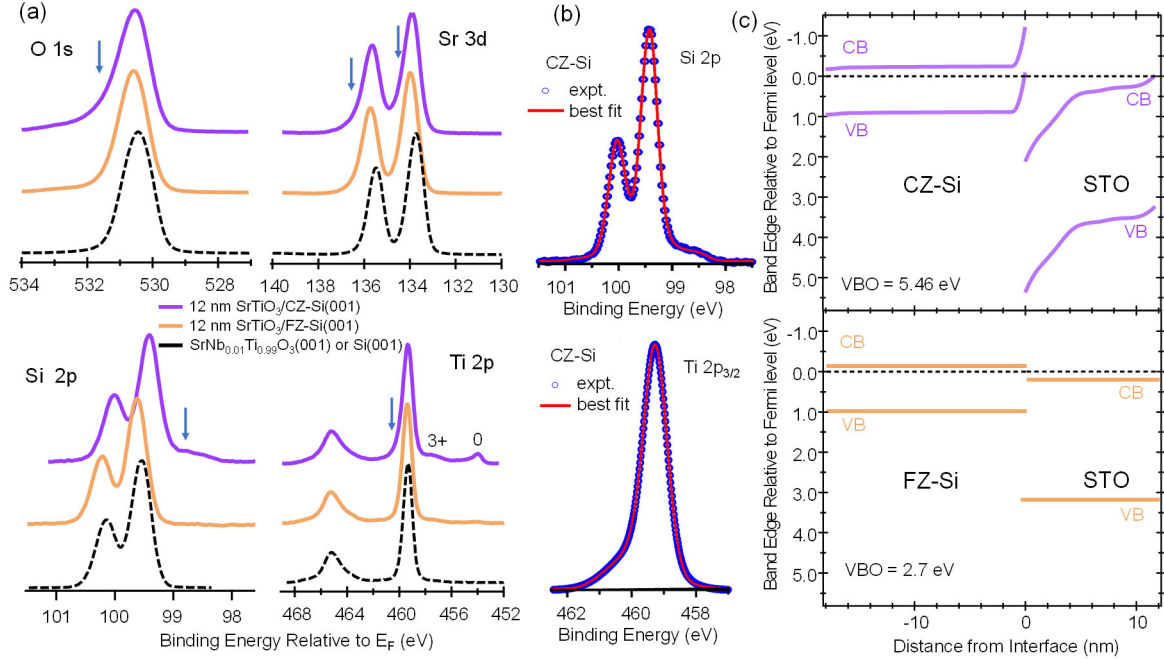 (a)
O 1s
534 532 530 528
Sr 3d
140 138 136 134 132 130
12 nm SrTiO3/CZ-Si(001)
12 nm SrTiO3/FZ-Si(001)
SrNb0.01Ti0.99O3(001) or Si(001)
Si 2p
101 100 99 98
Ti 2p
3+
0
468 464 460 456 452
Binding Energy Relative to EF (eV)
(b)
Si 2p
CZ-Si
expt.
best fit
101 100 99 98
Binding Energy (eV)
Ti 2p3/2
CZ-Si
expt.
best fit
462 460 458
Binding Energy (eV)
(c)
Band Edge Relative to Fermi level (eV)
-1.0
0.0
1.0
2.0
3.0
4.0
5.0
CB
VB
CZ-Si
CB
STO
VB
VBO = 5.46 eV
Band Edge Relative to Fermi level (eV)
-1.0
0.0
1.0
2.0
3.0
4.0
5.0
CB
VB
FZ-Si
CB
STO
VB
VBO = 2.7 eV
-10 0 10
Distance from Interface (nm)